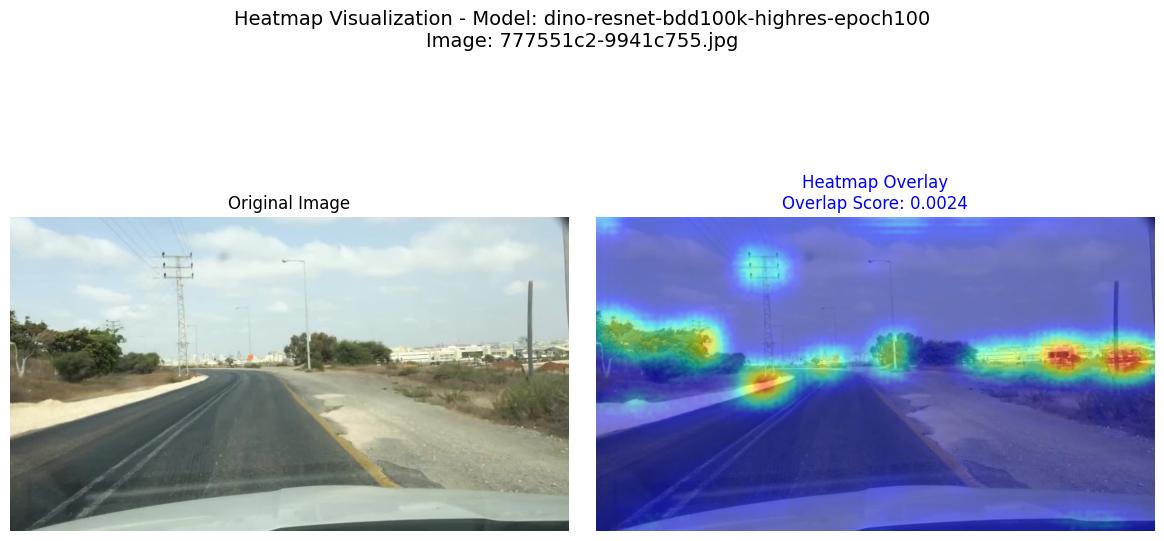 Heatmap Visualization - Model: dino-resnet-bdd100k-highres-epoch100
Image: 777551c2-9941c755.jpg
Original Image
Heatmap Overlay
Overlap Score: 0.0024